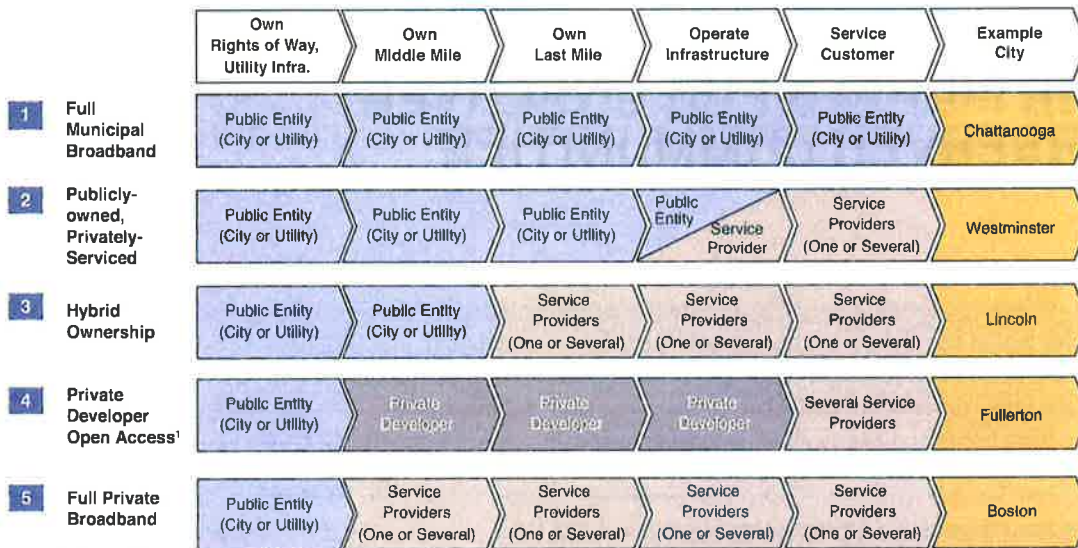 Own
Rights of Way,
Utility Infra.
Own
Middle Mile
Own
Last Mile
Operate
Infrastructure
Service
Customer
Example
City
1
Full
Municipal
Broadband
Public Entity
(City or Utility)
Public Entity
(City or Utility)
Public Entity
(City or Utility)
Public Entity
(City or Utility)
Public Entity
(City or Utility)
Chattanooga
2
Publicly-
owned,
Privately-
Serviced
Public Entity
(City or Utility)
Public Entity
(City or Utility)
Public Entity
(City or Utility)
Public
Entity
Service
Provider
Service
Providers
(One or Several)
Westminster
3
Hybrid
Ownership
Public Entity
(City or Utility)
Public Entity
(City or Utility)
Service
Providers
(One or Several)
Service
Providers
(One or Several)
Service
Providers
(One or Several)
Lincoln
4
Private
Developer
Open Access¹
Public Entity
(City or Utility)
Private
Developer
Private
Developer
Private
Developer
Several Service
Providers
Fullerton
5
Full Private
Broadband
Public Entity
(City or Utility)
Service
Providers
(One or Several)
Service
Providers
(One or Several)
Service
Providers
(One or Several)
Service
Providers
(One or Several)
Boston